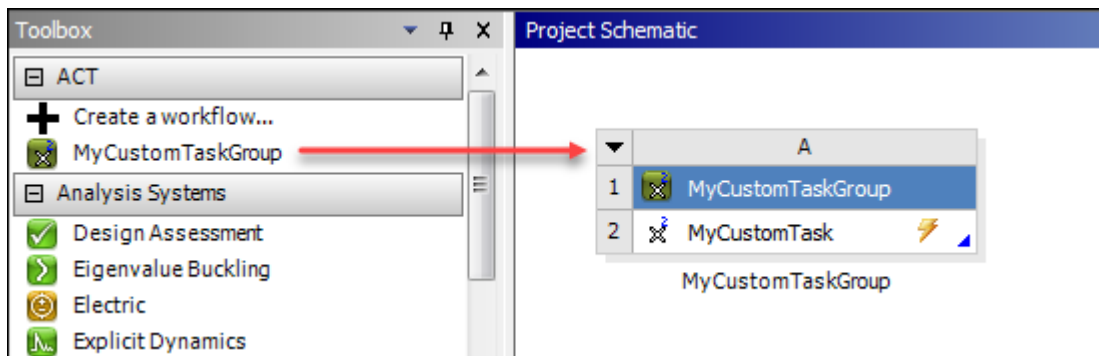 Toolbox
ACT
Create a workflow...
MyCustomTaskGroup
Analysis Systems
Design Assessment
Eigenvalue Buckling
Electric
Explicit Dynamics
Project Schematic
A
1 MyCustomTaskGroup
2 MyCustomTask
MyCustomTaskGroup